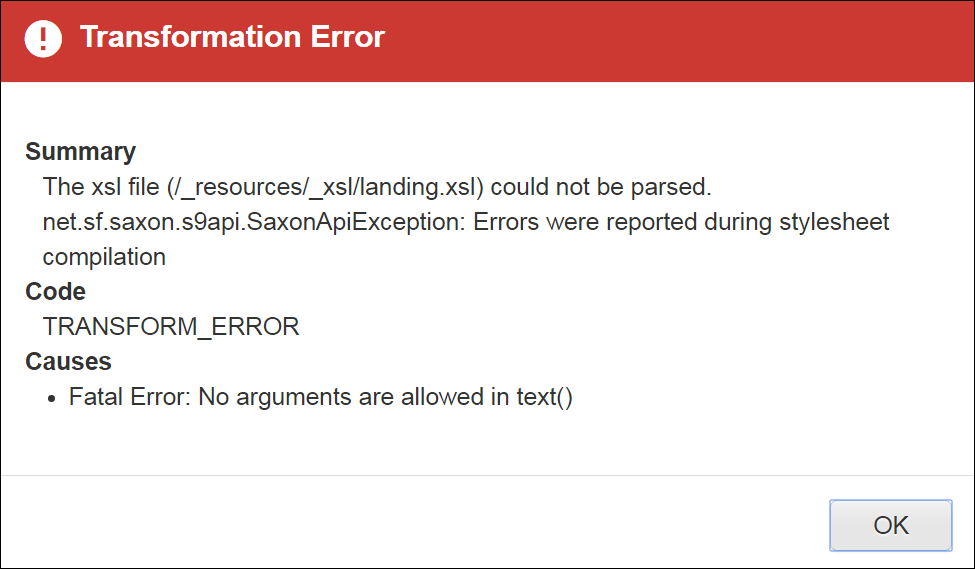 Transformation Error
Summary
The xsl file (/_resources/_xsl/landing.xsl) could not be parsed.
net.sf.saxon.s9api.SaxonApiException: Errors were reported during stylesheet
compilation
Code
TRANSFORM_ERROR
Causes
• Fatal Error: No arguments are allowed in text()
OK